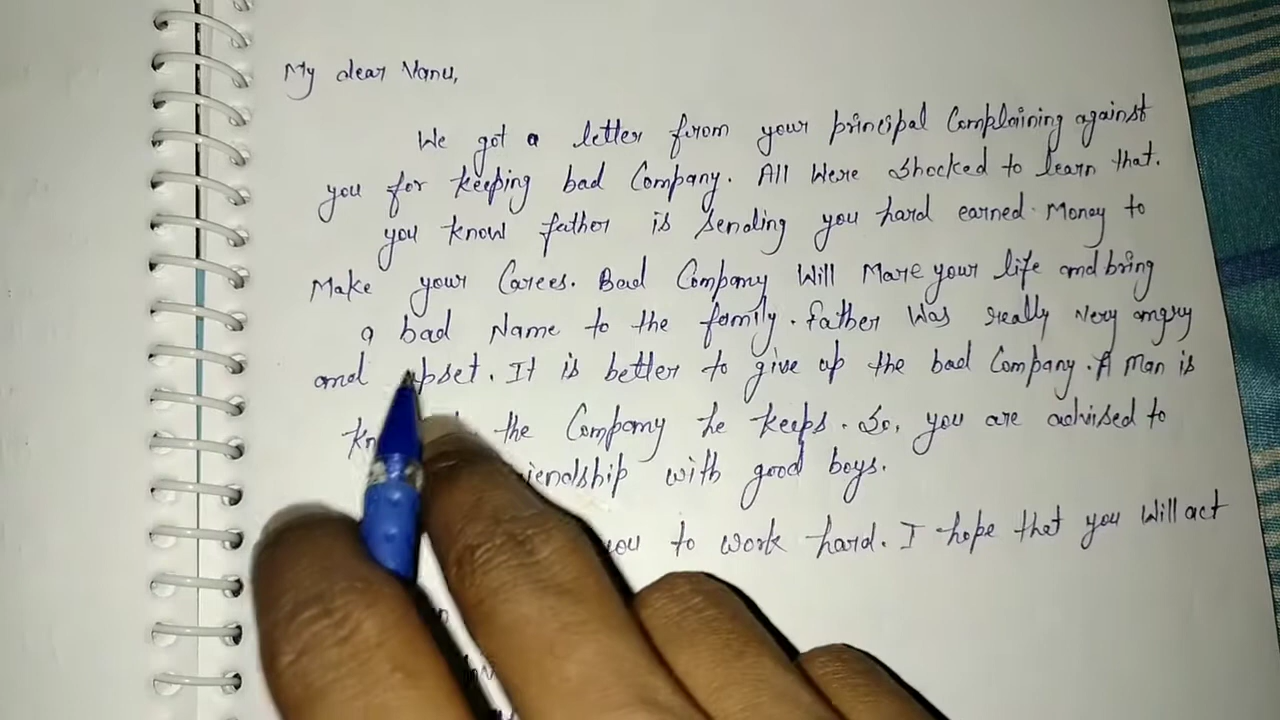 My dear Nanu,
We got a letter from your principal Complaining against
you for keeping bad Company. All Were shocked to learn that.
you know father is sending you hard earned Money to
Make your Carees. Bad Company Will Mare your life and bring
a bad Name to the family. father Was really very angry
and upset. It is better to give up the bad Company. A Man is
the Company he keeps. So, you are advised to
with good boys.
you to work hard. I hope that you Will act